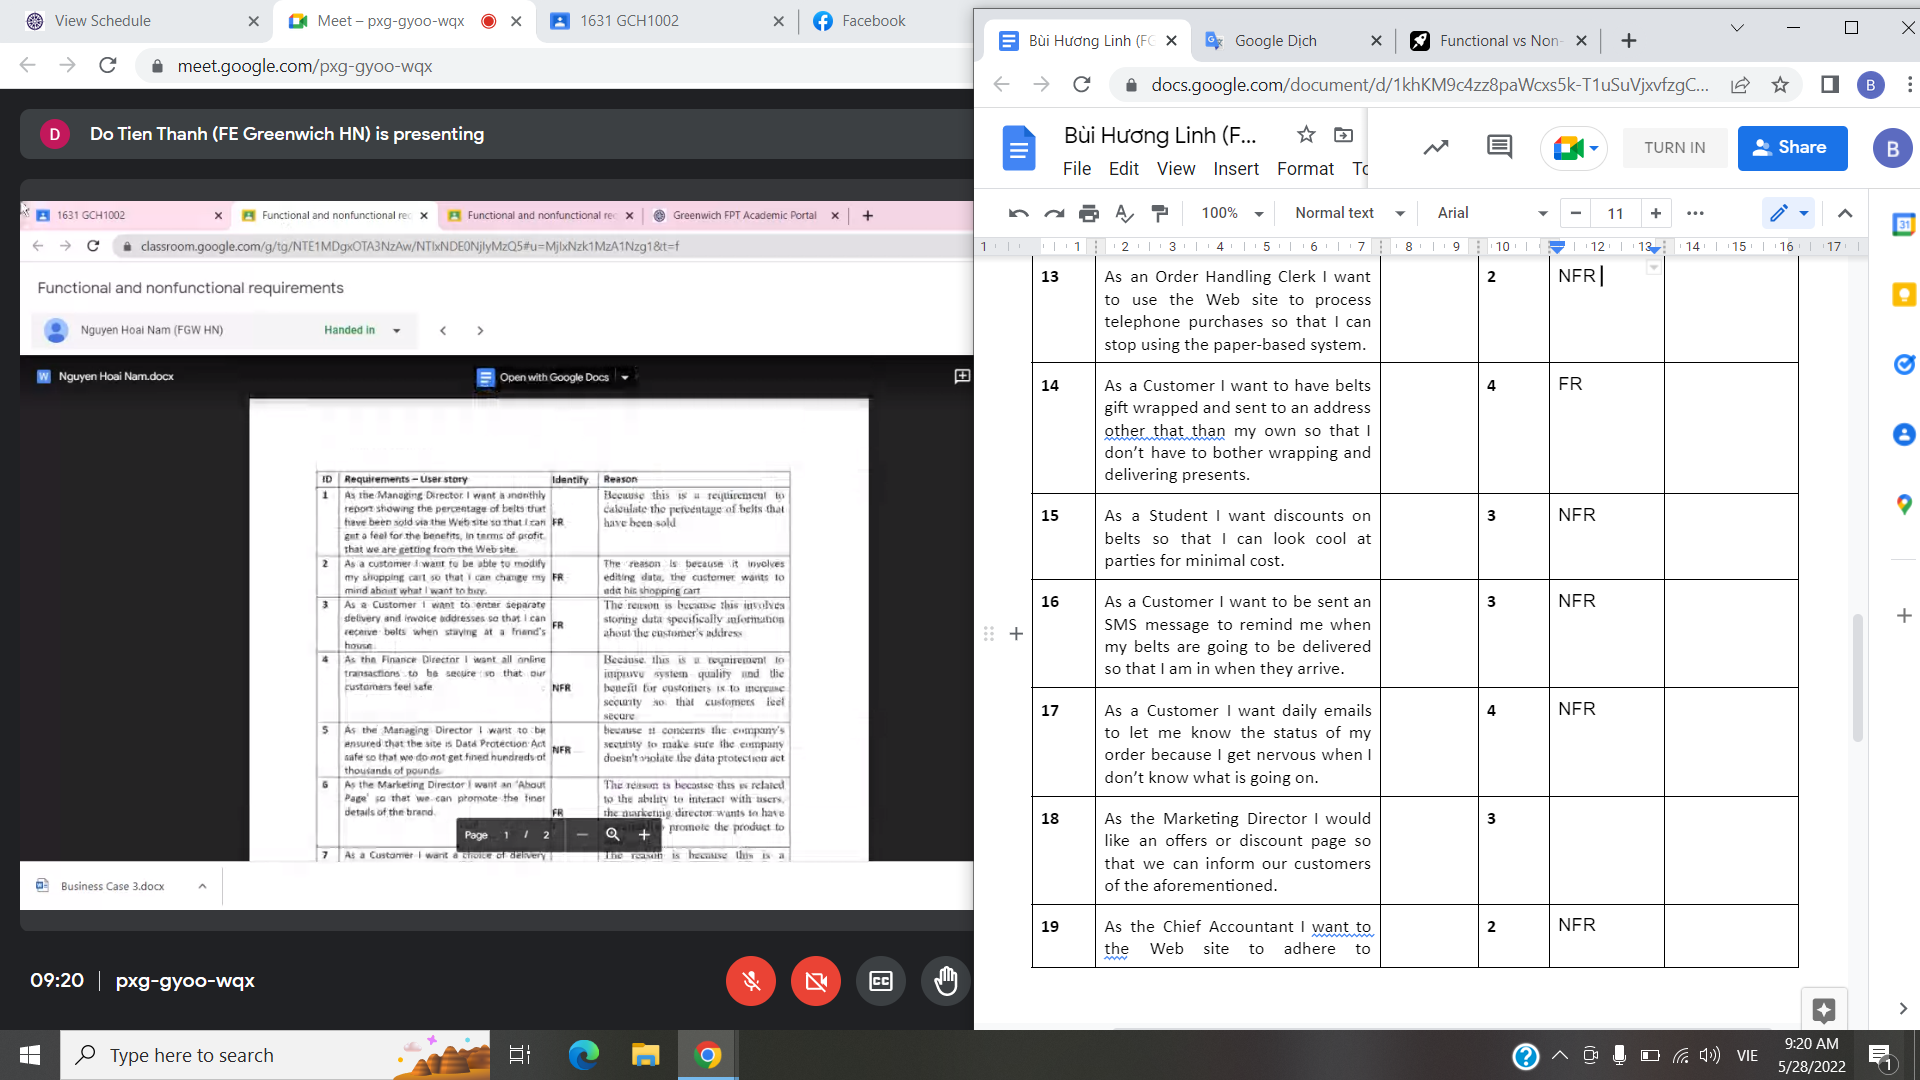 View Schedule
Meet – pxg-gyoo-wqx
1631 GCH1002
Facebook
meet.google.com/pxg-gyoo-wqx
D
Do Tien Thanh (FE Greenwich HN) is presenting
1631 GCH1002
Functional and nonfunctional rec
Functional and nonfunctional rec
Greenwich FPT Academic Portal
classroom.google.com/g/tg/NTE1MDgxOTA3NzAw/NTIxNDE0NjIyMzQ5#u=MjIxNzk1MzA1Nzg1&t=f
Functional and nonfunctional requirements
Nguyen Hoai Nam (FGW HN)
Handed in
W
Nguyen Hoai Nam.docx
Open with Google Docs
ID Requirements – User story Identify Reason
1 As the Managing Director I want a monthly report showing the percentage of belts that have been sold via the Web site so that I can get a feel for the benefits, in terms of profit, that we are getting from the Web site. FR Because this is a requirement to calculate the percentage of belts that have been sold
2 As a customer I want to be able to modify my shopping cart so that I can change my mind about what I want to buy. FR The reason is because it involves editing data, the customer wants to edit his shopping cart
3 As a Customer I want to enter separate delivery and invoice addresses so that I can receive belts when staying at a friend's house. FR The reason is because this involves storing data specifically information about the customer's address
4 As the Finance Director I want all online transactions to be secure so that our customers feel safe NFR Because this is a requirement to improve system quality and the benefit for customers is to increase security so that customers feel secure
5 As the Managing Director I want to be ensured that the site is Data Protection Act safe so that we do not get fined hundreds of thousands of pounds. NFR because it concerns the company's security to make sure the company doesn't violate the data protection act
6 As the Marketing Director I want an 'About Page' so that we can promote the finer details of the brand. FR The reason is because this is related to the ability to interact with users, the marketing director wants to have promote the product to
7 As a Customer I want a choice of delivery The reason is because this is a
Page 1 / 2
Business Case 3.docx
09:20
pxg-gyoo-wqx
CC
Bùi Hương Linh (FG
Google Dịch
Functional vs Non-
docs.google.com/document/d/1khKM9c4zz8paWcxs5k-T1uSuVjxvfzgC...
B
Bùi Hương Linh (F...
File
Edit
View
Insert
Format
To
TURN IN
Share
B
100%
Normal text
Arial
11
1 1 2 3 4 5 6 7 8 9 10 12 13 14 15 16 17
31
13
As an Order Handling Clerk I want
to use the Web site to process
telephone purchases so that I can
stop using the paper-based system.
2
NFR
14
As a Customer I want to have belts
gift wrapped and sent to an address
other that than my own so that I
don't have to bother wrapping and
delivering presents.
4
FR
15
As a Student I want discounts on
belts so that I can look cool at
parties for minimal cost.
3
NFR
16
As a Customer I want to be sent an
SMS message to remind me when
my belts are going to be delivered
so that I am in when they arrive.
3
NFR
17
As a Customer I want daily emails
to let me know the status of my
order because I get nervous when I
don't know what is going on.
4
NFR
18
As the Marketing Director I would
like an offers or discount page so
that we can inform our customers
of the aforementioned.
3
19
As the Chief Accountant I want to
the Web site to adhere to
2
NFR
Type here to search
VIE
9:20 AM
5/28/2022
1